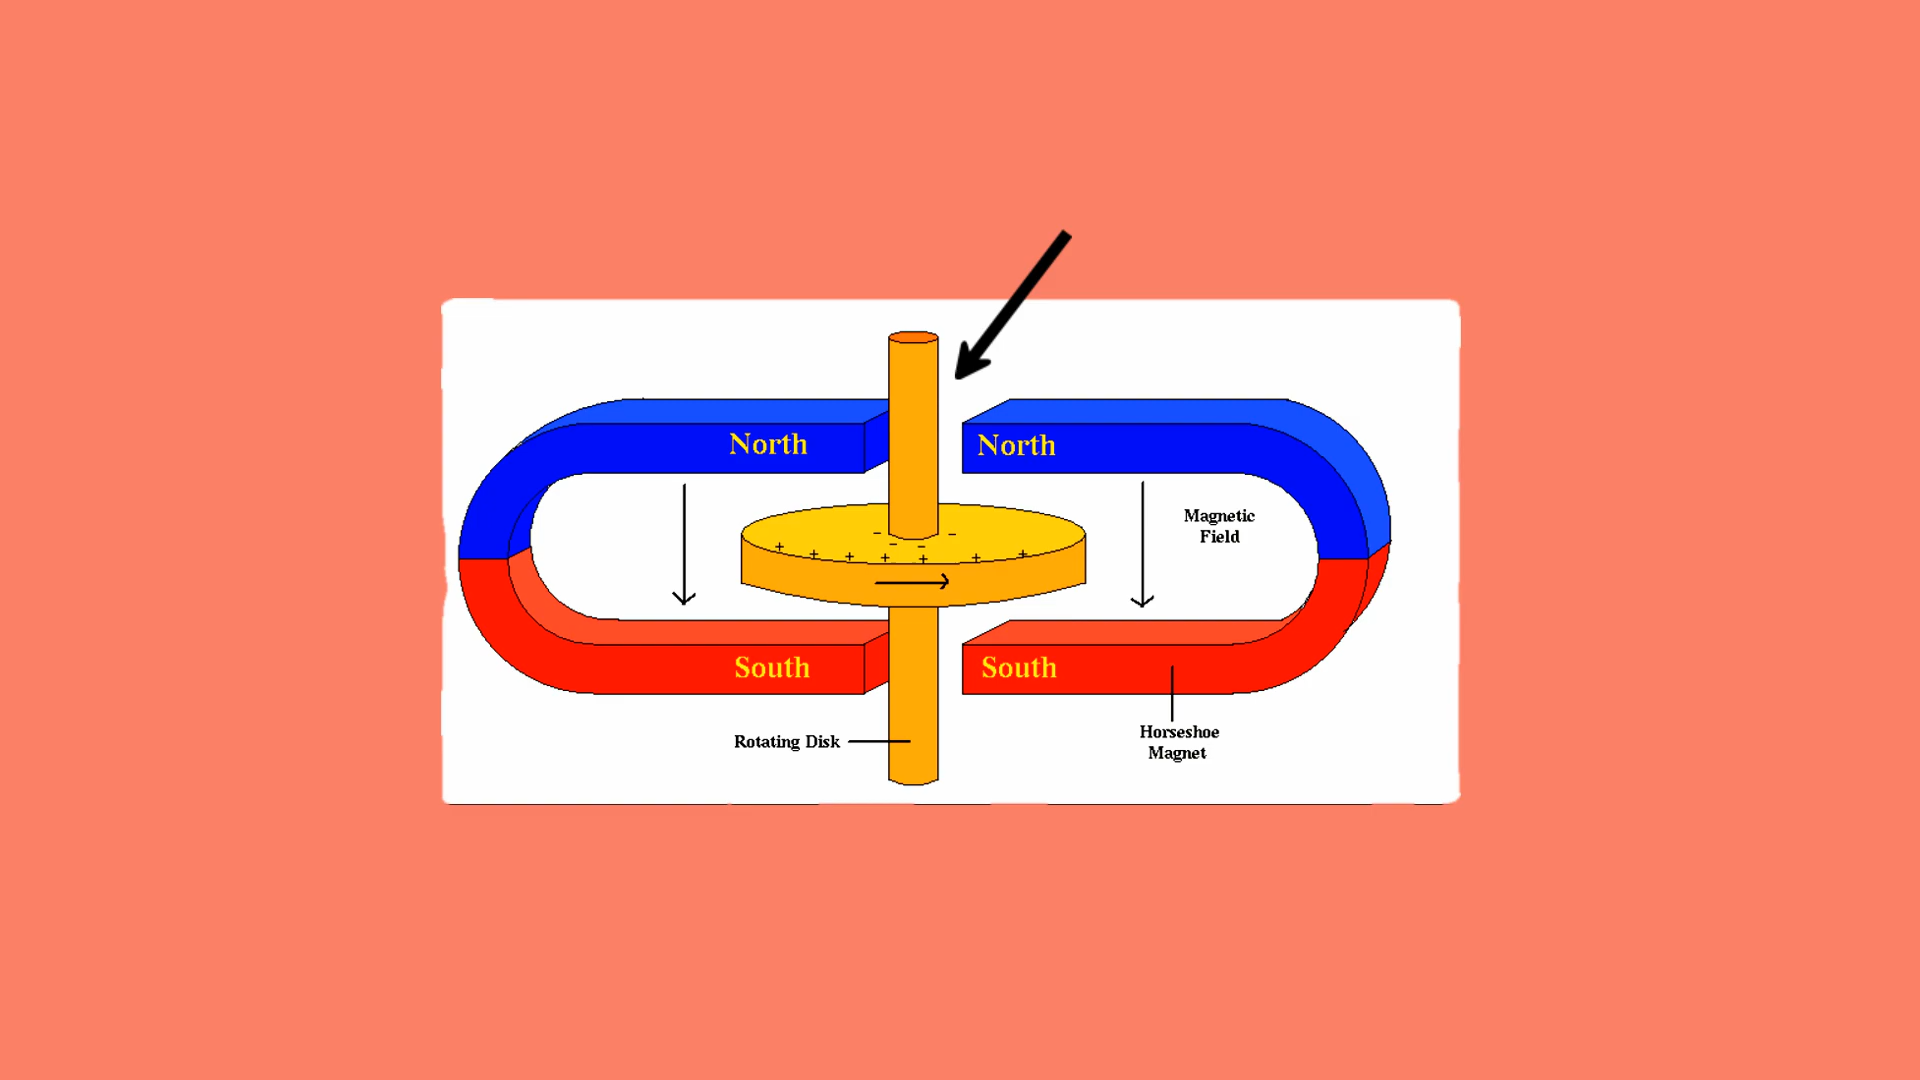 North
North
Magnetic
Field
South
South
Rotating Disk
Horseshoe
Magnet